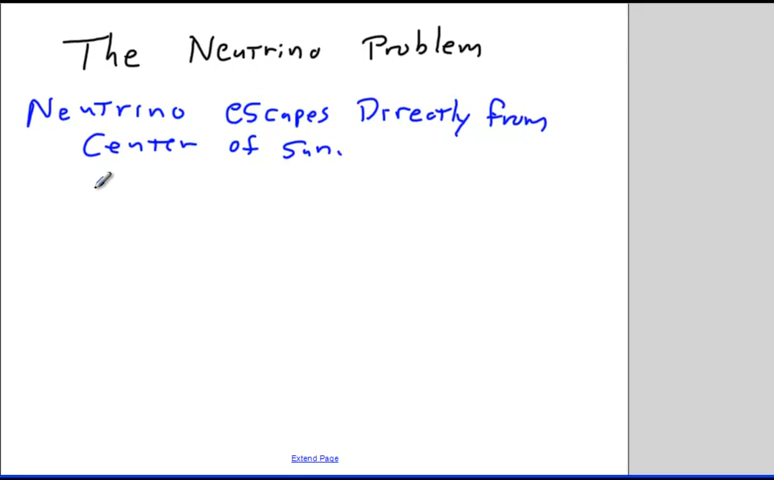 The Neutrino Problem
Neutrino escapes Directly from
Center of Sun.
Extend Page